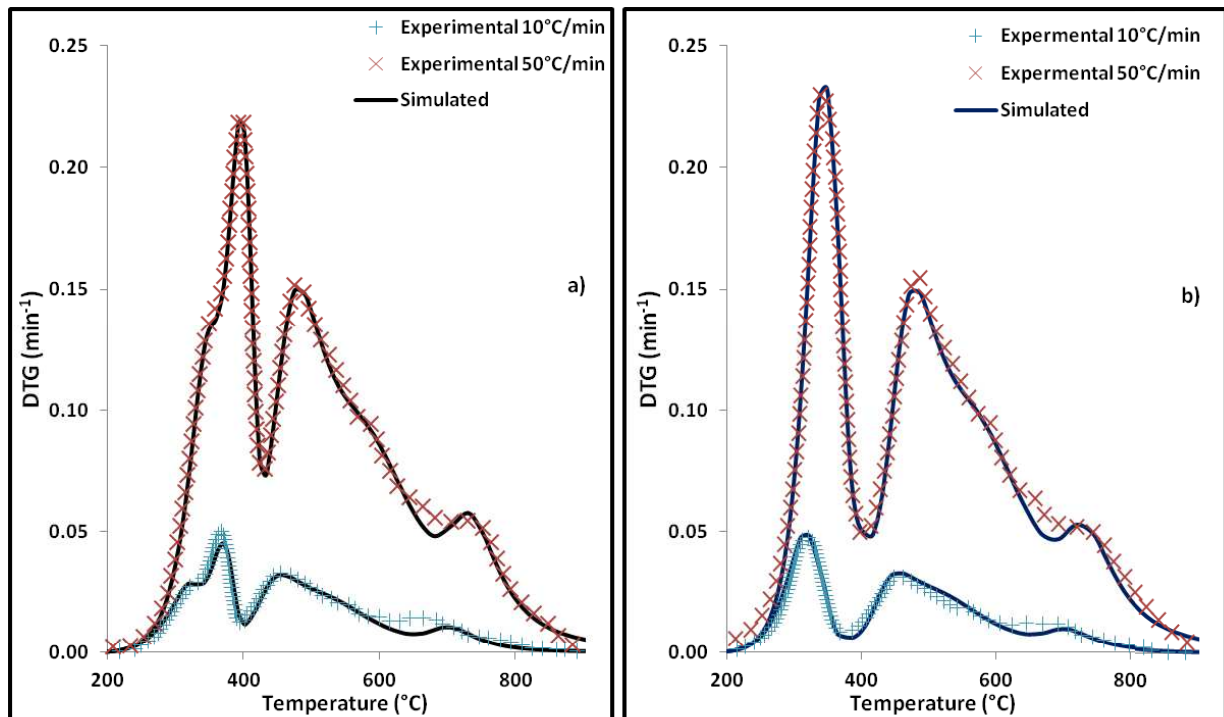 0.25
0.20
0.15
0.10
0.05
0.00
DTG (min-1)
Experimental 10°C/min
Experimental 50°C/min
Simulated
a)
200
400
600
800
Temperature (°C)
0.25
0.20
0.15
0.10
0.05
0.00
DTG (min-1)
Expermental 10°C/min
Expermental 50°C/min
Simulated
b)
200
400
600
800
Temperature (°C)